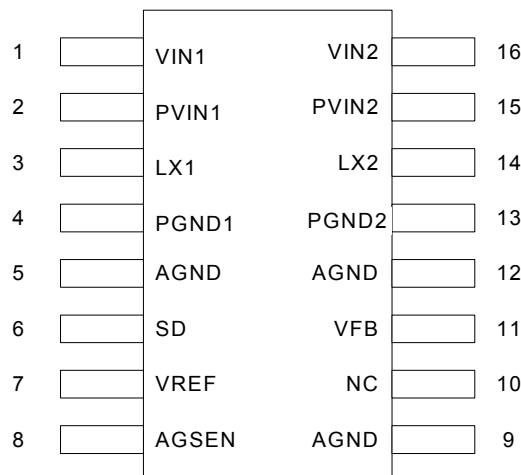 1 VIN1 VIN2 16
2 PVIN1 PVIN2 15
3 LX1 LX2 14
4 PGND1 PGND2 13
5 AGND AGND 12
6 SD VFB 11
7 VREF NC 10
8 AGSEN AGND 9